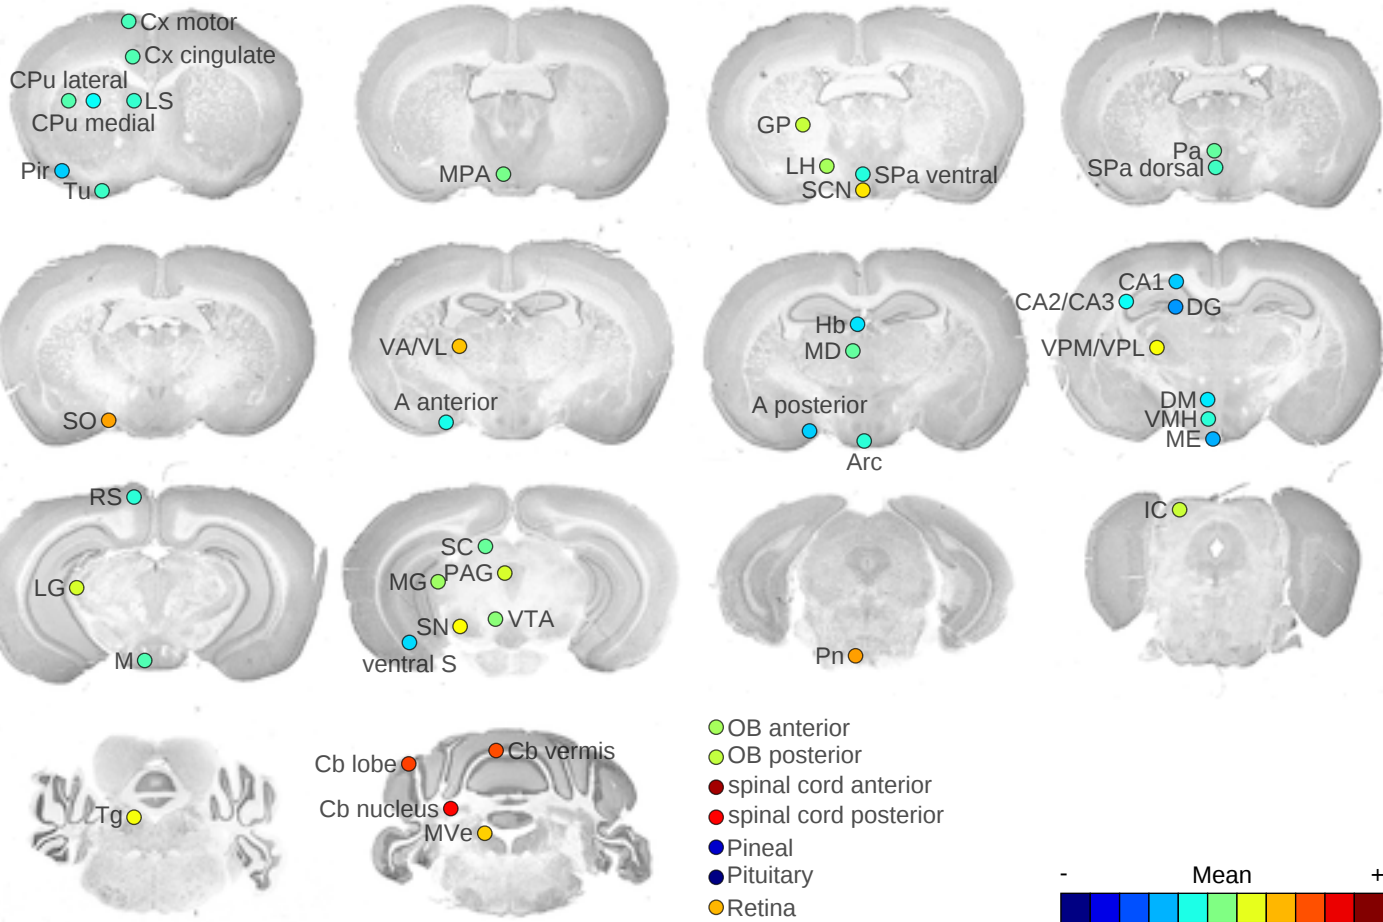 Cx motor
Cx cingulate
CPu lateral
LS
CPu medial
Pir
Tu
MPA
GP
LH
SPa ventral
SCN
Pa
SPa dorsal
SO
VA/VL
A anterior
Hb
MD
A posterior
Arc
CA1
CA2/CA3
DG
VPM/VPL
DM
VMH
ME
RS
LG
M
SC
PAG
MG
VTA
SN
ventral S
Pn
IC
Tg
Cb lobe
Cb vermis
Cb nucleus
MVe
OB anterior
OB posterior
spinal cord anterior
spinal cord posterior
Pineal
Pituitary
Retina
- Mean +